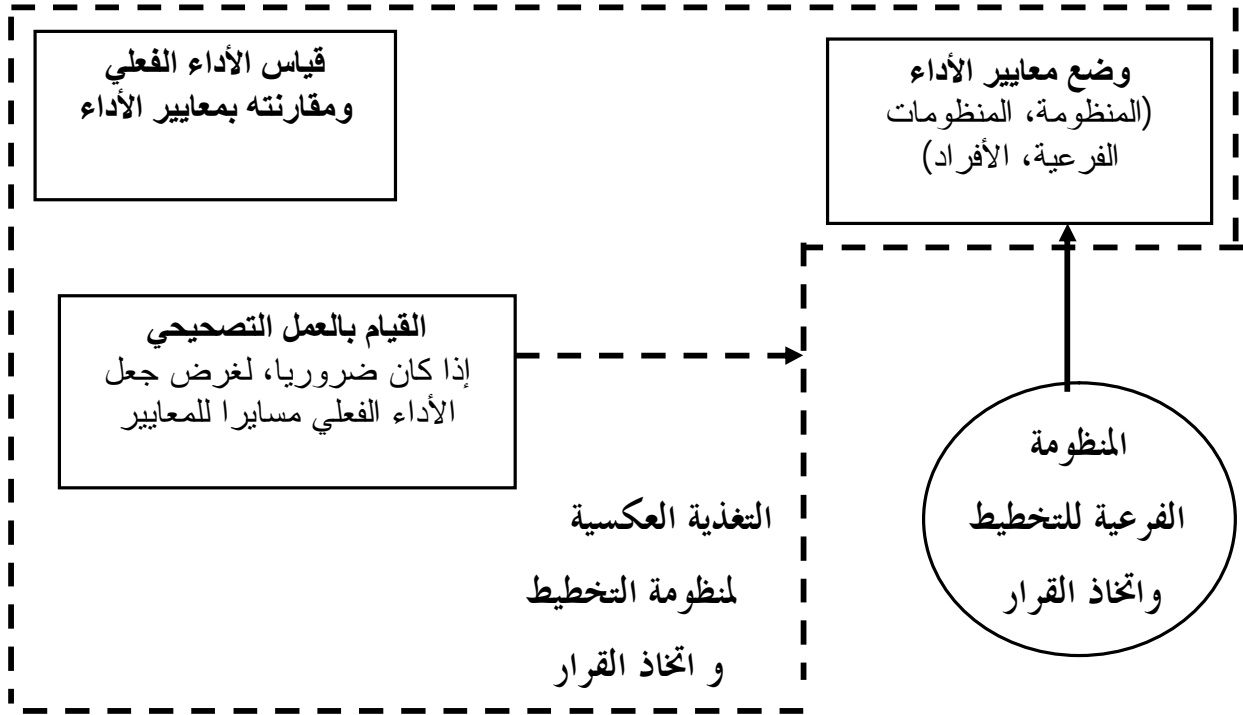 وضع معايير الأداء
(المنظومة، المنظومات
الفرعية، الأفراد)
قياس الأداء الفعلي
ومقارنته بمعايير الأداء
القيام بالعمل التصحيحي
إذا كان ضروريا، لغرض جعل
الأداء الفعلي مسايرا للمعايير
المنظومة
الفرعية للتخطيط
و اتخاذ القرار
التغذية العكسية
لمنظومة التخطيط
و اتخاذ القرار